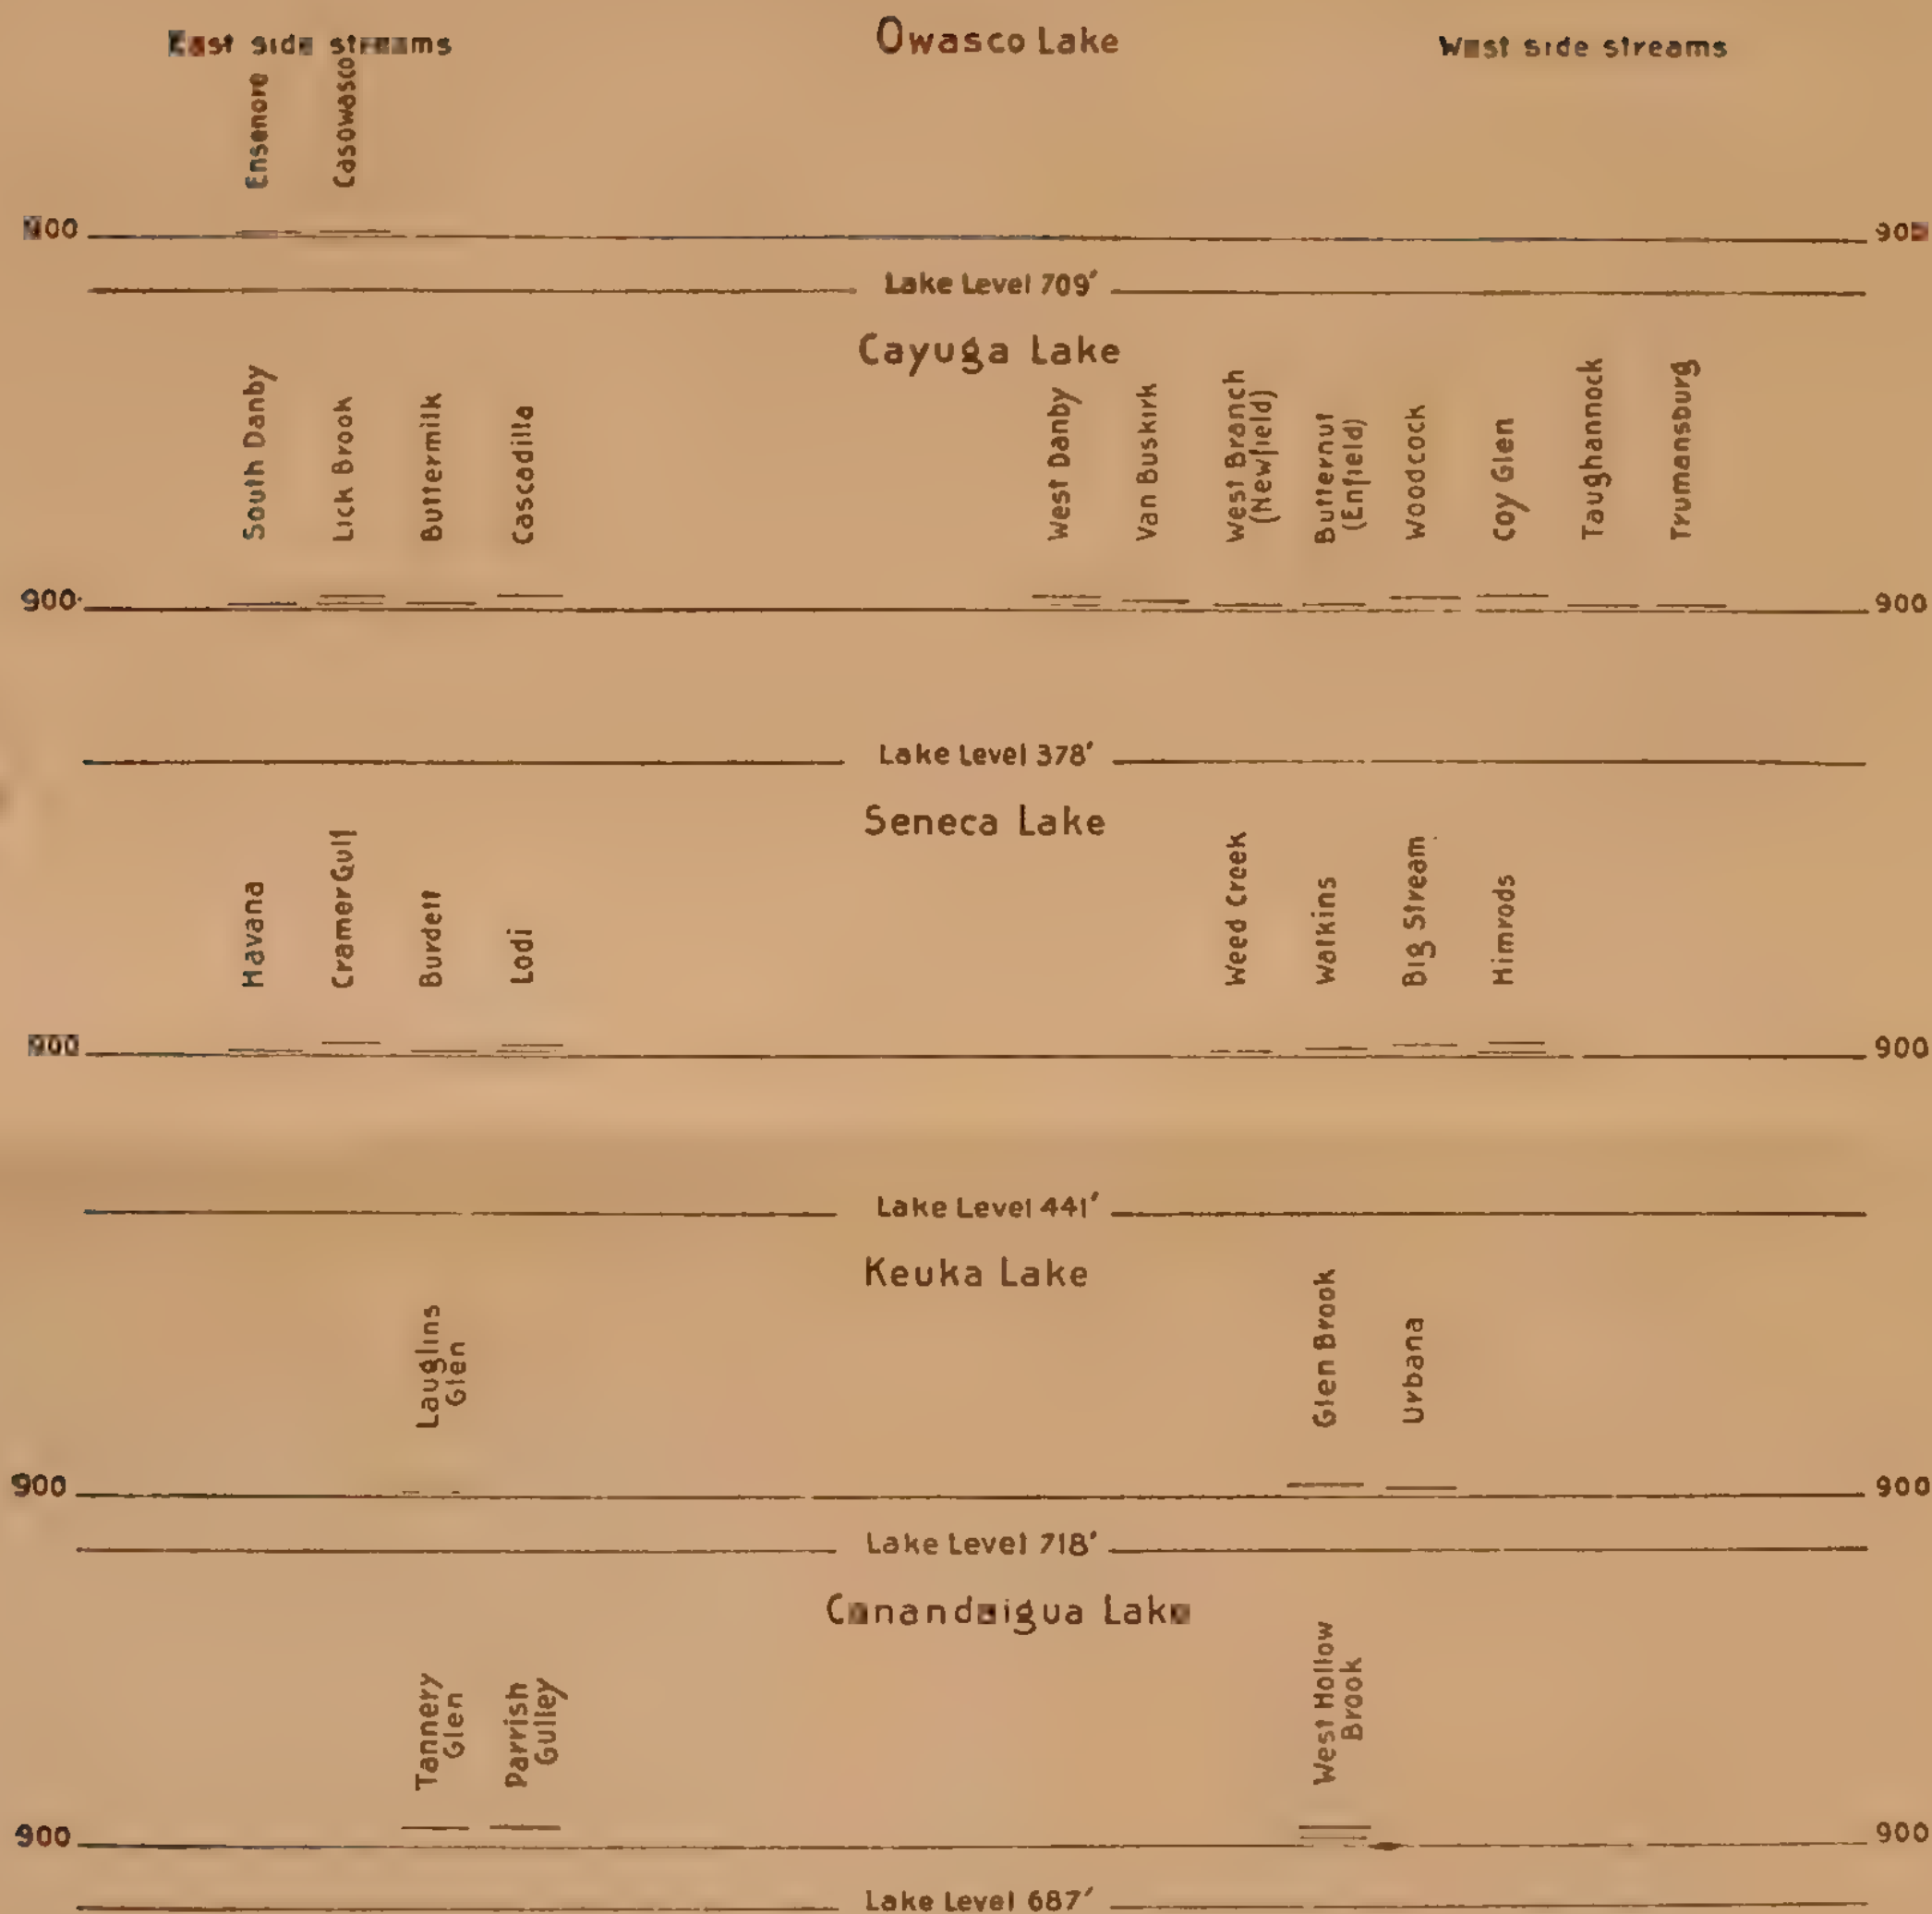 East side streams
Owasco Lake
West side streams
Ensenore
Casowasco
900
900
Lake Level 709′
Cayuga Lake
South Danby
Lick Brook
Buttermilk
Cascadilla
West Danby
Van Buskirk
West Branch
(Newfield)
Butternut
(Enfield)
Woodcock
Coy Glen
Taughannock
Trumansburg
900
900
Lake Level 378′
Seneca Lake
Havana
Cramer Gulf
Burdett
Lodi
Weed Creek
Watkins
Big Stream
Himrods
900
900
Lake Level 441′
Keuka Lake
Lauglins
Glen
Glen Brook
Urbana
900
900
Lake Level 718′
Canandaigua Lake
Tannery
Glen
Parrish
Gulley
West Hollow
Brook
900
900
Lake Level 687′